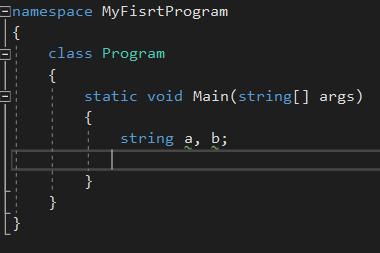 namespace MyFisrtProgram
{
class Program
{
static void Main(string[] args)
{
string a, b;
}
}
}